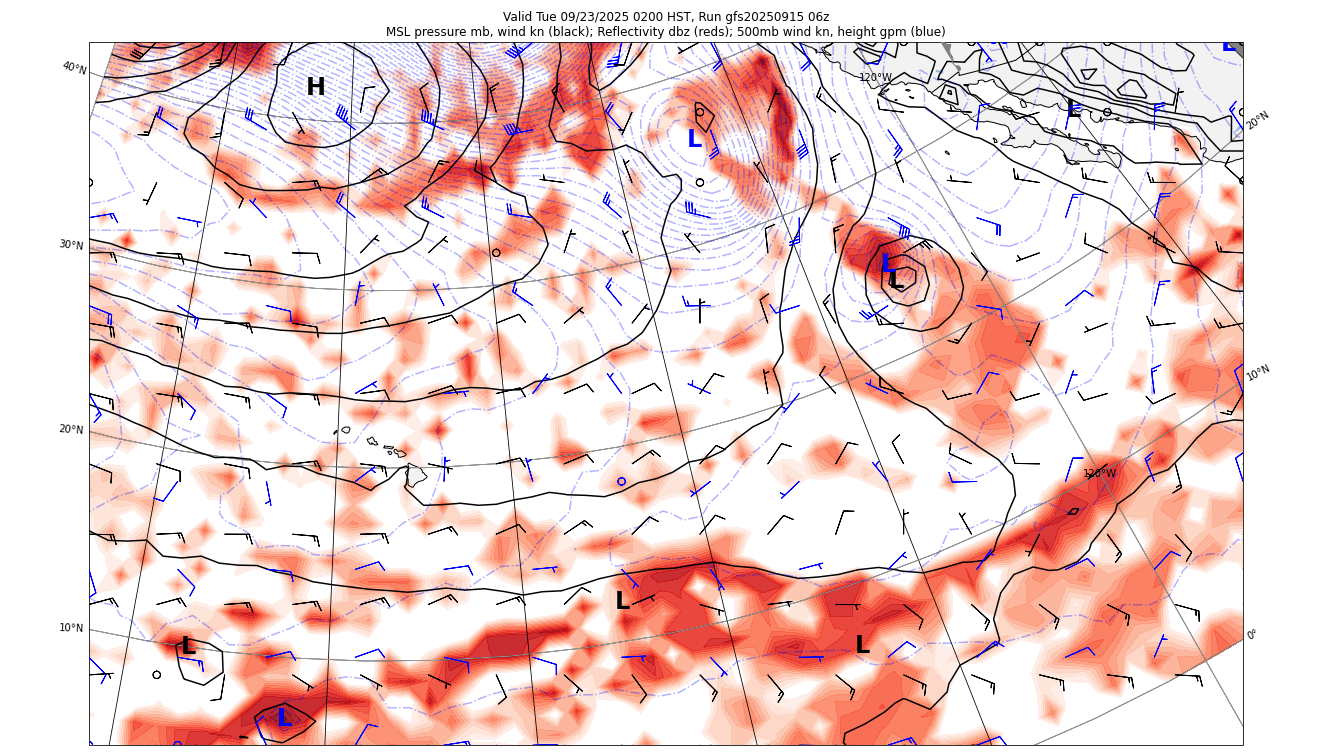 Valid Tue 09/23/2025 0200 HST, Run gfs20250915 06z
MSL pressure mb, wind kn (black); Reflectivity dbz (reds); 500mb wind kn, height gpm (blue)
L
40°N
120°W
H
L
20°N
L
30°N
L
L
10°N
20°N
120°W
L
10°N
0°
L
L
L